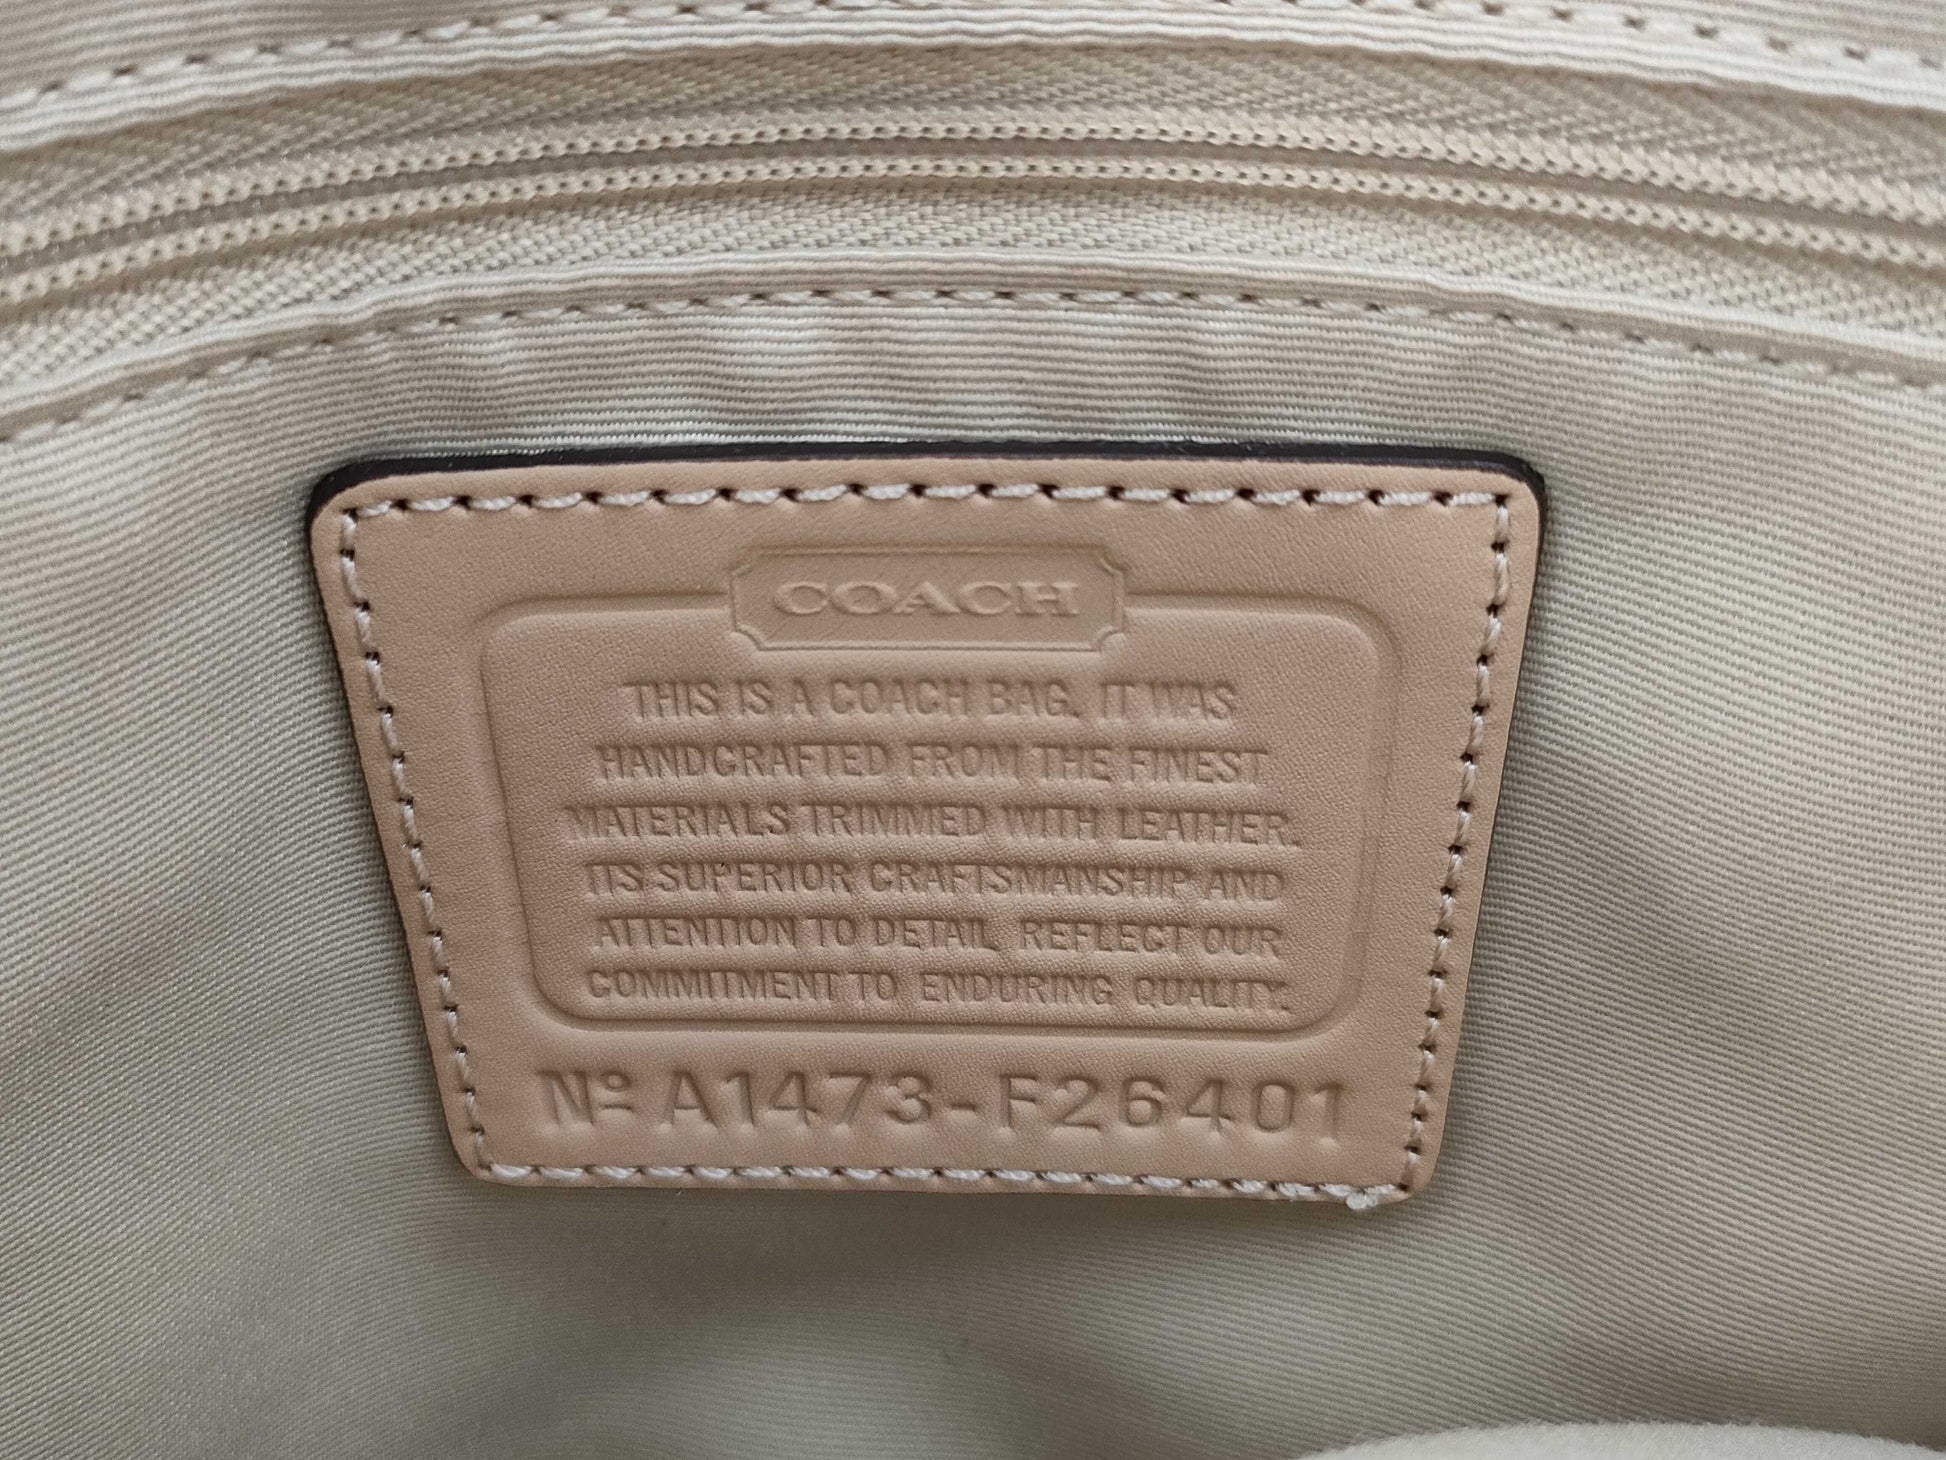 COACH
THIS IS A COACH BAG. IT WAS
HANDCRAFTED FROM THE FINEST
MATERIALS TRIMMED WITH LEATHER.
ITS SUPERIOR CRAFTSMANSHIP AND
ATTENTION TO DETAIL REFLECT OUR
COMMITMENT TO ENDURING QUALITY.
Nº A1473-F26401